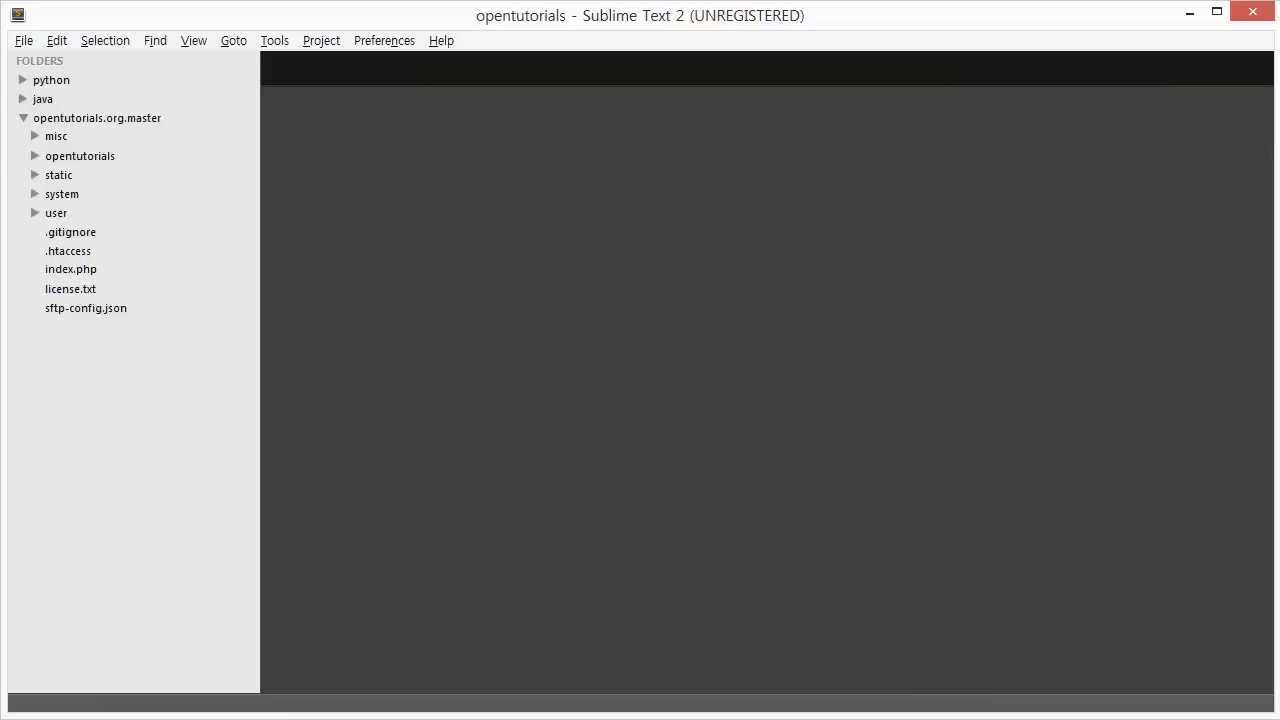 opentutorials - Sublime Text 2 (UNREGISTERED)
File Edit Selection Find View Goto Tools Project Preferences Help
FOLDERS
python
java
opentutorials.org.master
misc
opentutorials
static
system
user
.gitignore
.htaccess
index.php
license.txt
sftp-config.json